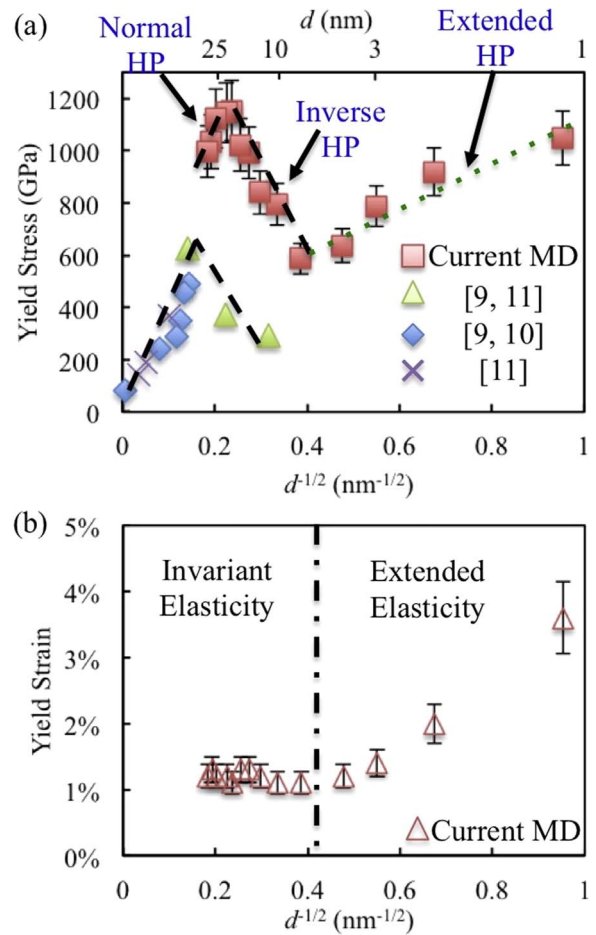 (a)
d (nm)
25 10 3 1
Normal
HP
Extended
HP
Inverse
HP
Yield Stress (GPa)
1200
1000
800
600
400
200
0
Current MD
[9, 11]
[9, 10]
[11]
0 0.2 0.4 0.6 0.8 1
d-1/2 (nm-1/2)
(b)
Yield Strain
5%
4%
3%
2%
1%
0%
Invariant
Elasticity
Extended
Elasticity
Current MD
0 0.2 0.4 0.6 0.8 1
d-1/2 (nm-1/2)